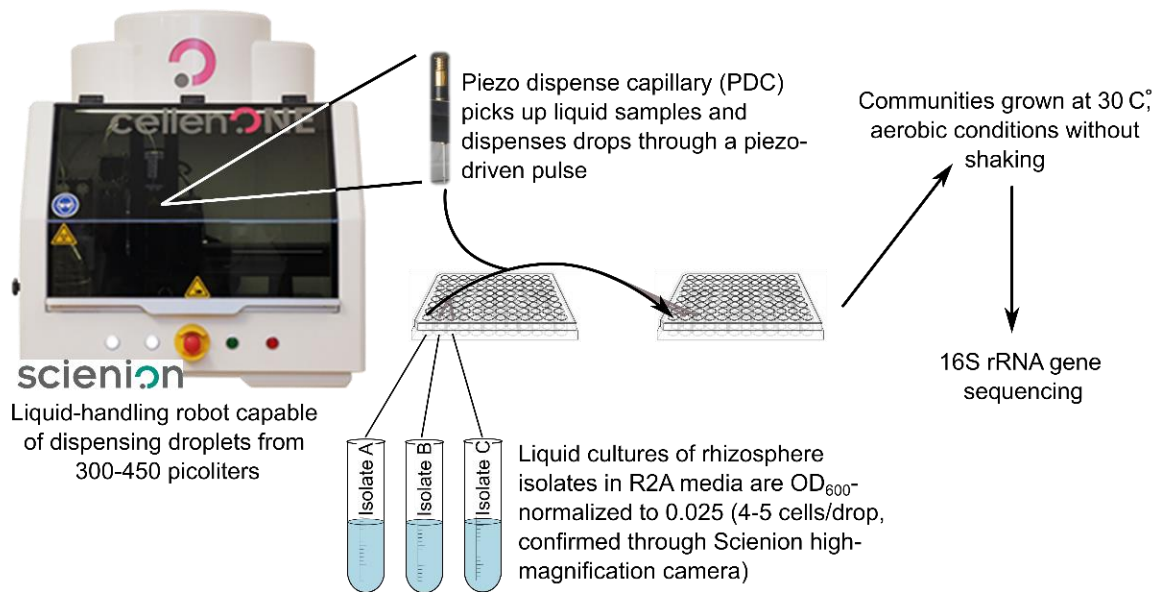 cellenONE
scienion
Liquid-handling robot capable
of dispensing droplets from
300-450 picoliters
Piezo dispense capillary (PDC)
picks up liquid samples and
dispenses drops through a piezo-
driven pulse
Isolate A
Isolate B
Isolate C
Liquid cultures of rhizosphere
isolates in R2A media are OD₆₀₀-
normalized to 0.025 (4-5 cells/drop,
confirmed through Scienion high-
magnification camera)
Communities grown at 30 C°,
aerobic conditions without
shaking
16S rRNA gene
sequencing